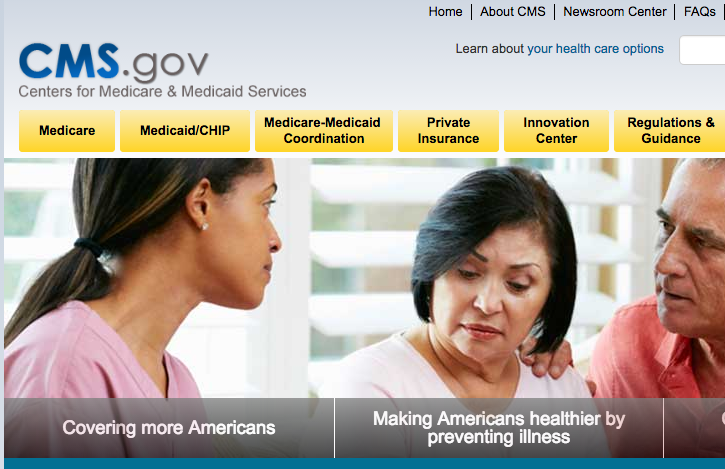 Home | About CMS | Newsroom Center | FAQs
Learn about your health care options
CMS.gov
Centers for Medicare & Medicaid Services
Medicare
Medicaid/CHIP
Medicare-Medicaid
Coordination
Private
Insurance
Innovation
Center
Regulations &
Guidance
Covering more Americans
Making Americans healthier by
preventing illness